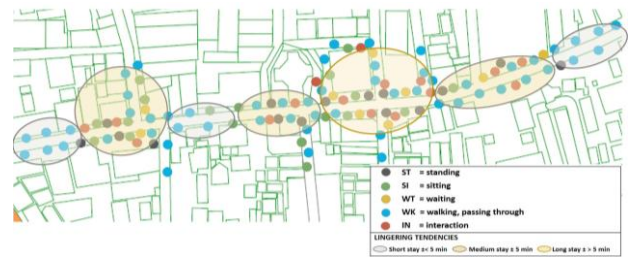 ST = standing
SI = sitting
WT = waiting
WK = walking, passing through
IN = interaction
LINGERING TENDENCIES
Short stay ±< 5 min Medium stay ± 5 min Long stay ± > 5 min